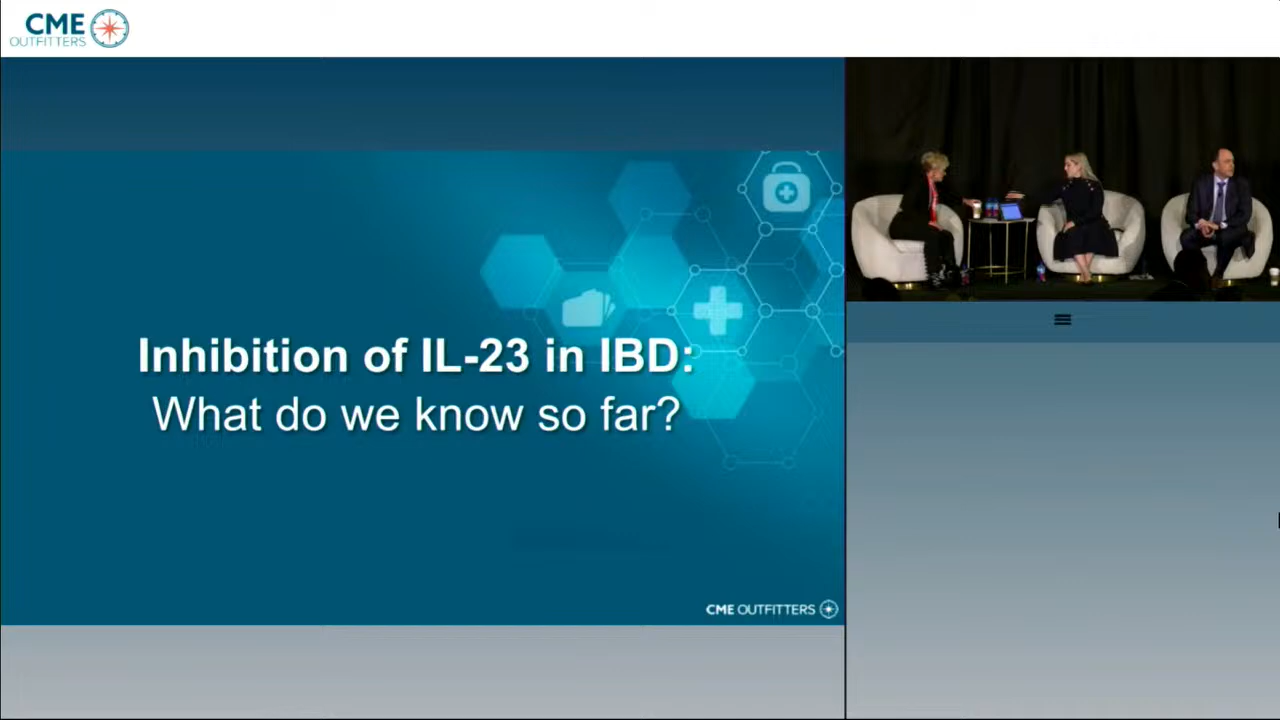 CME
OUTFITTERS
Inhibition of IL-23 in IBD:
What do we know so far?
CME OUTFITTERS